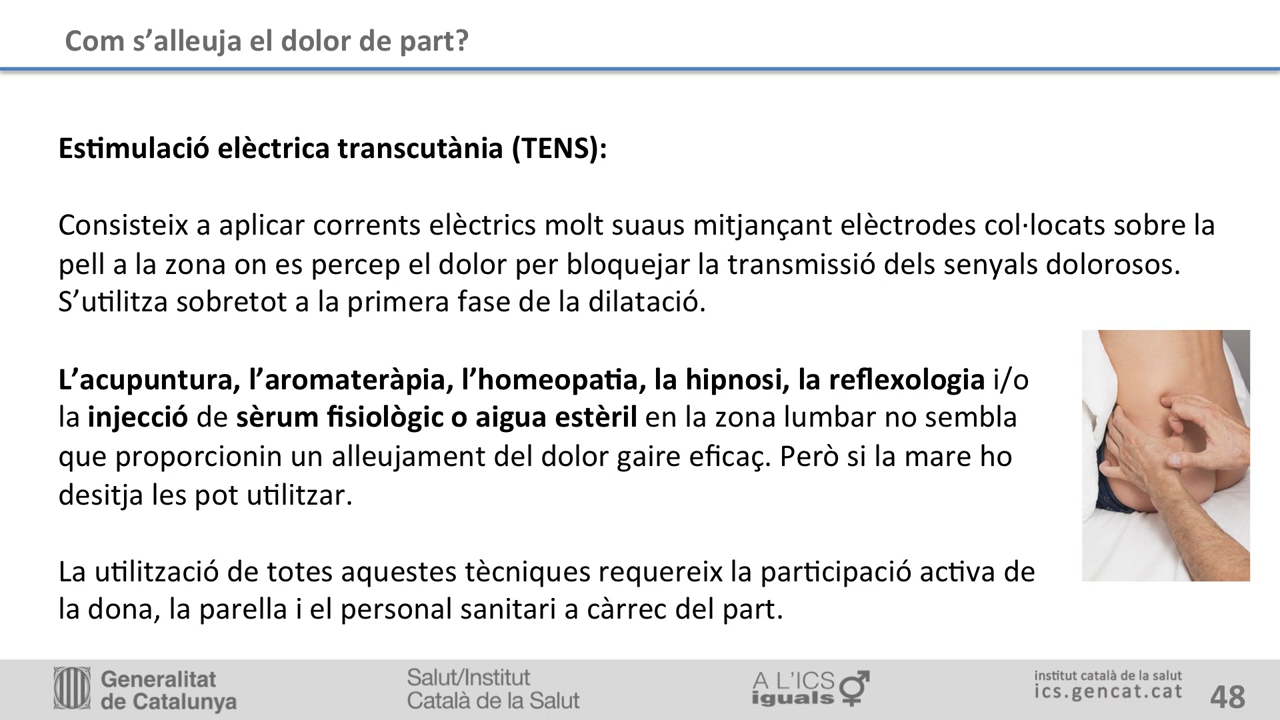 Com s’alleuja el dolor de part?
Estimulació elèctrica transcutània (TENS):
Consisteix a aplicar corrents elèctrics molt suaus mitjançant elèctrodes col·locats sobre la
pell a la zona on es percep el dolor per bloquejar la transmissió dels senyals dolorosos.
S’utilitza sobretot a la primera fase de la dilatació.
L’acupuntura, l’aromateràpia, l’homeopatia, la hipnosi, la reflexologia i/o
la injecció de sèrum fisiològic o aigua estèril en la zona lumbar no sembla
que proporcionin un alleujament del dolor gaire eficaç. Però si la mare ho
desitja les pot utilitzar.
La utilització de totes aquestes tècniques requereix la participació activa de
la dona, la parella i el personal sanitari a càrrec del part.
Generalitat
de Catalunya
Salut/Institut
Català de la Salut
A L'ICS
iguals
institut català de la salut
ics.gencat.cat
48